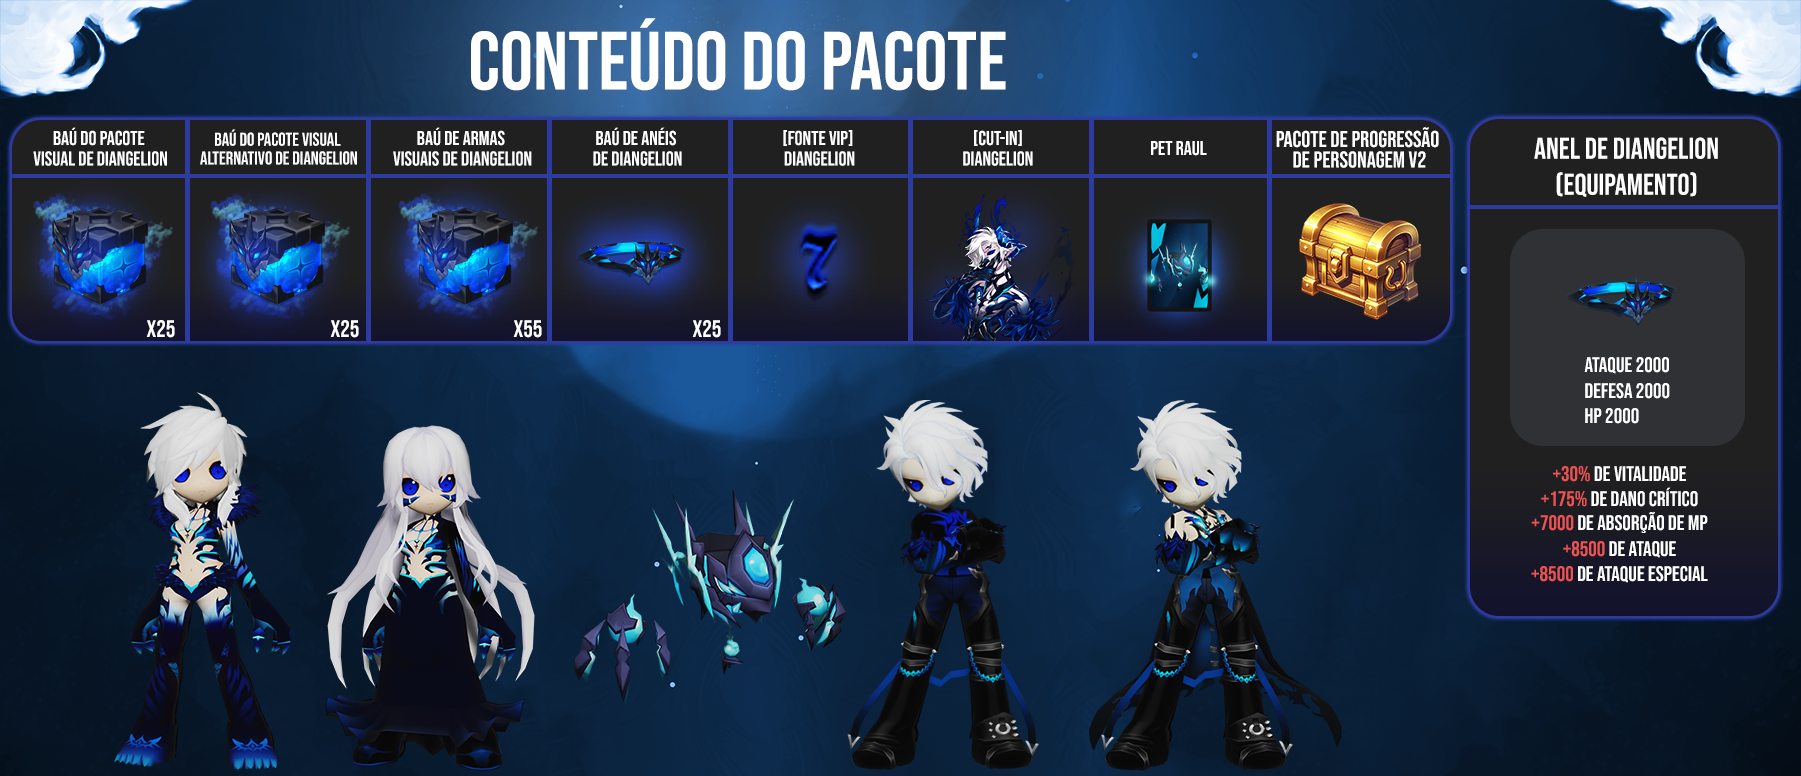 CONTEÚDO DO PACOTE
BAÚ DO PACOTE
VISUAL DE DIANGELION
X25
BAÚ DO PACOTE VISUAL
ALTERNATIVO DE DIANGELION
X25
BAÚ DE ARMAS
VISUAIS DE DIANGELION
X55
BAÚ DE ANÉIS
DE DIANGELION
X25
[FONTE VIP]
DIANGELION
7
[CUT-IN]
DIANGELION
PET RAUL
PACOTE DE PROGRESSÃO
DE PERSONAGEM V2
ANEL DE DIANGELION
(EQUIPAMENTO)
ATAQUE 2000
DEFESA 2000
HP 2000
+30% DE VITALIDADE
+175% DE DANO CRÍTICO
+7000 DE ABSORÇÃO DE MP
+8500 DE ATAQUE
+8500 DE ATAQUE ESPECIAL